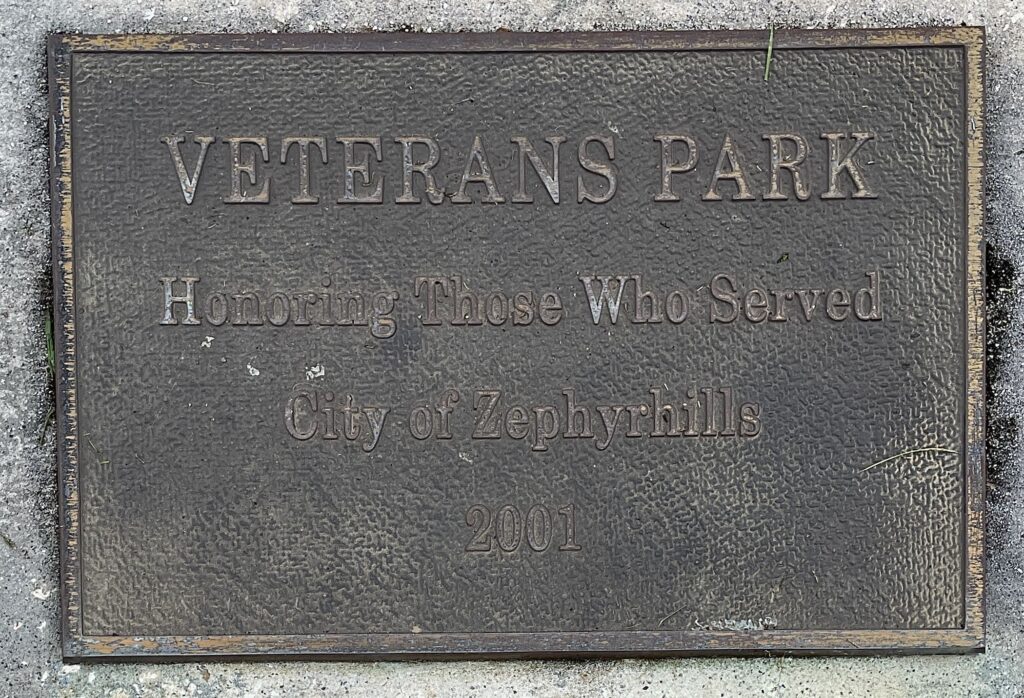 VETERANS PARK
Honoring Those Who Served
City of Zephyrhills
2001